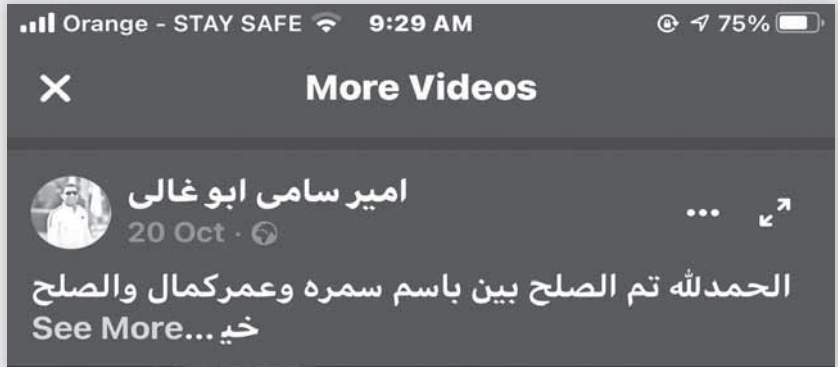 Orange - STAY SAFE 9:29 AM 75%
More Videos
امير سامى ابو غالى
20 Oct ·
الحمدلله تم الصلح بين باسم سمره وعمركمال والصلح
خير... See More